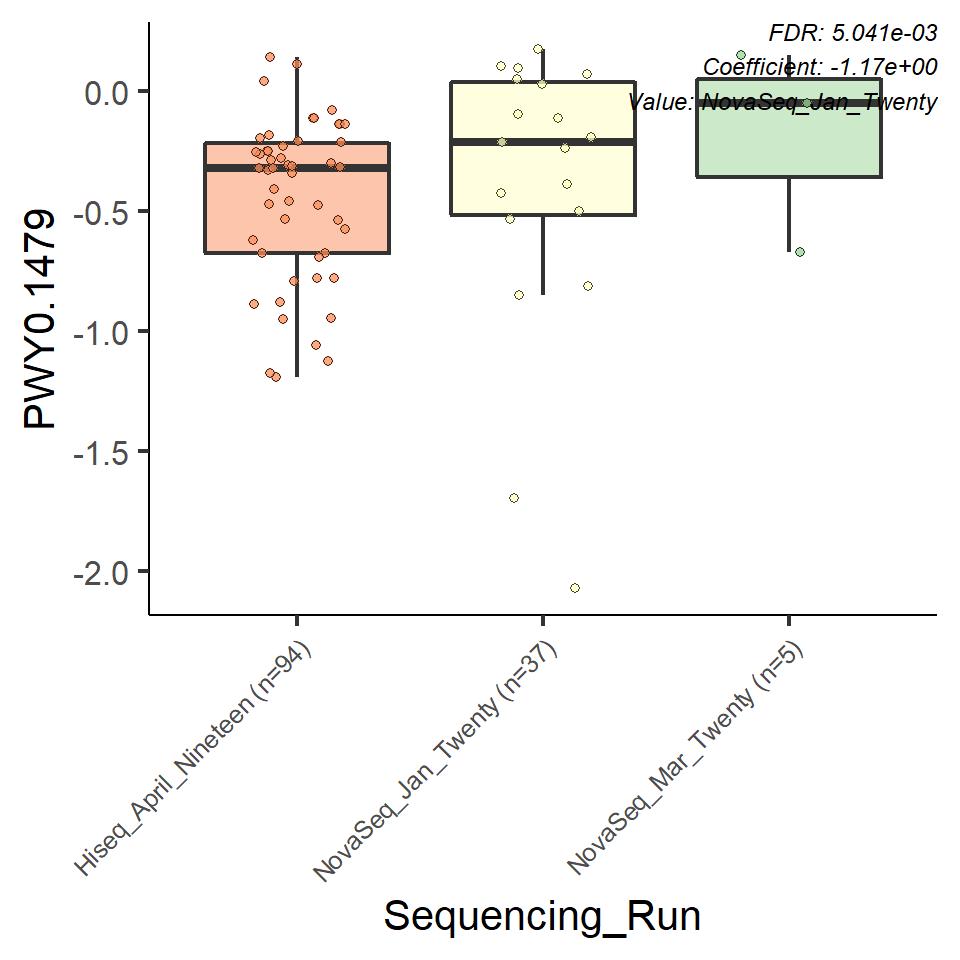 FDR: 5.041e-03
Coefficient: -1.17e+00
Value: NovaSeq_Jan_Twenty
PWY0.1479
0.0
-0.5
-1.0
-1.5
-2.0
Hiseq_April_Nineteen (n=94)
NovaSeq_Jan_Twenty (n=37)
NovaSeq_Mar_Twenty (n=5)
Sequencing_Run